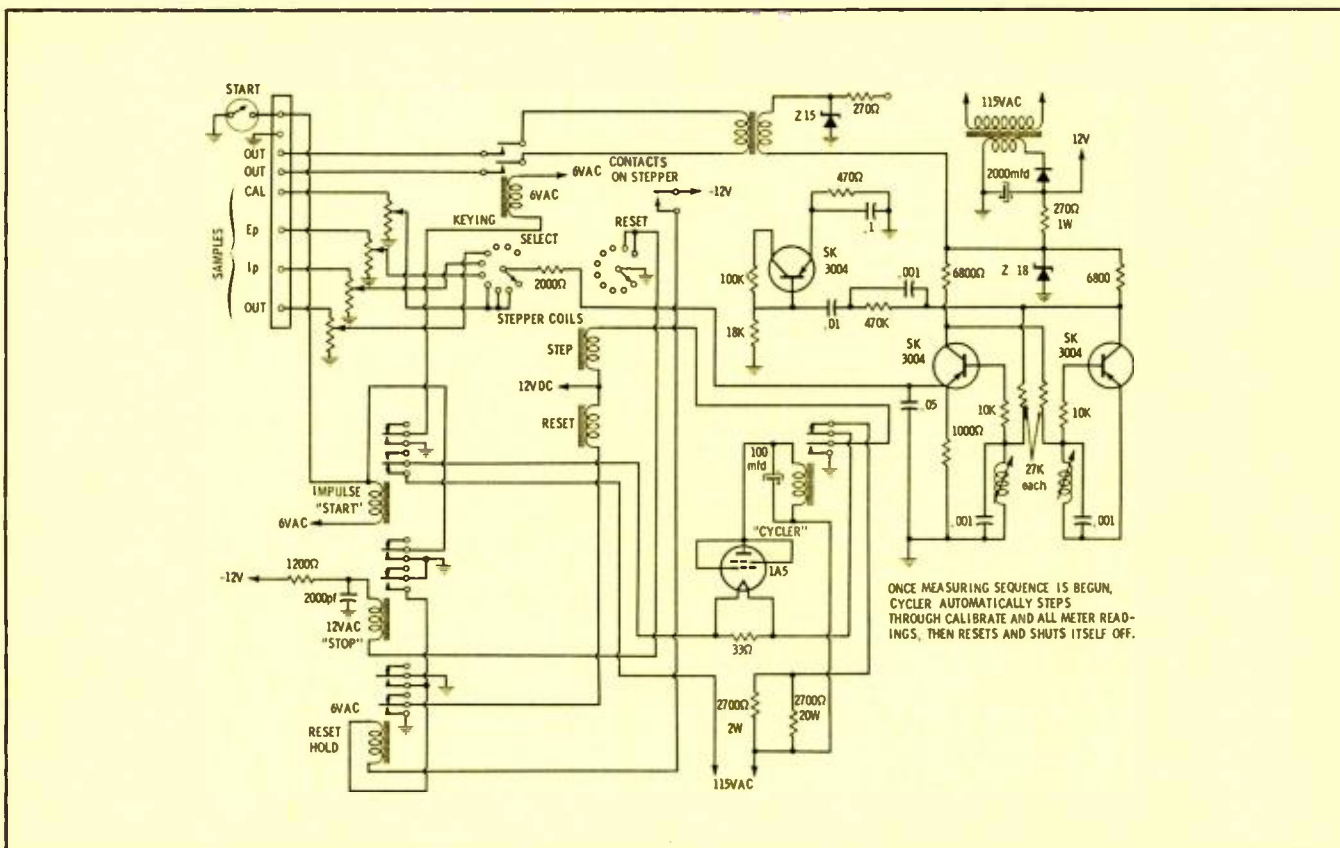 START
OUT
OUT
CAL
Ep
Ip
OUT
SAMPLES
KEYING
6VAC
6VAC
CONTACTS
ON STEPPER
-12V
SELECT
RESET
2000Ω
STEPPER COILS
STEP
12VDC
RESET
Z 15
270Ω
470Ω
.1
SK
3004
100K
18K
.01
.001
470K
115VAC
12V
2000mfd
270Ω
1W
Z 18
6800Ω
6800
SK
3004
SK
3004
.05
10K
10K
1000Ω
27K
each
.001
.001
IMPULSE
"START"
6VAC
-12V
1200Ω
2000pf
12VAC
"STOP"
6VAC
RESET
HOLD
100
mfd
"CYCLER"
1A5
33Ω
2700Ω
2W
2700Ω
20W
115VAC
ONCE MEASURING SEQUENCE IS BEGUN,
CYCLER AUTOMATICALLY STEPS
THROUGH CALIBRATE AND ALL METER READ-
INGS, THEN RESETS AND SHUTS ITSELF OFF.